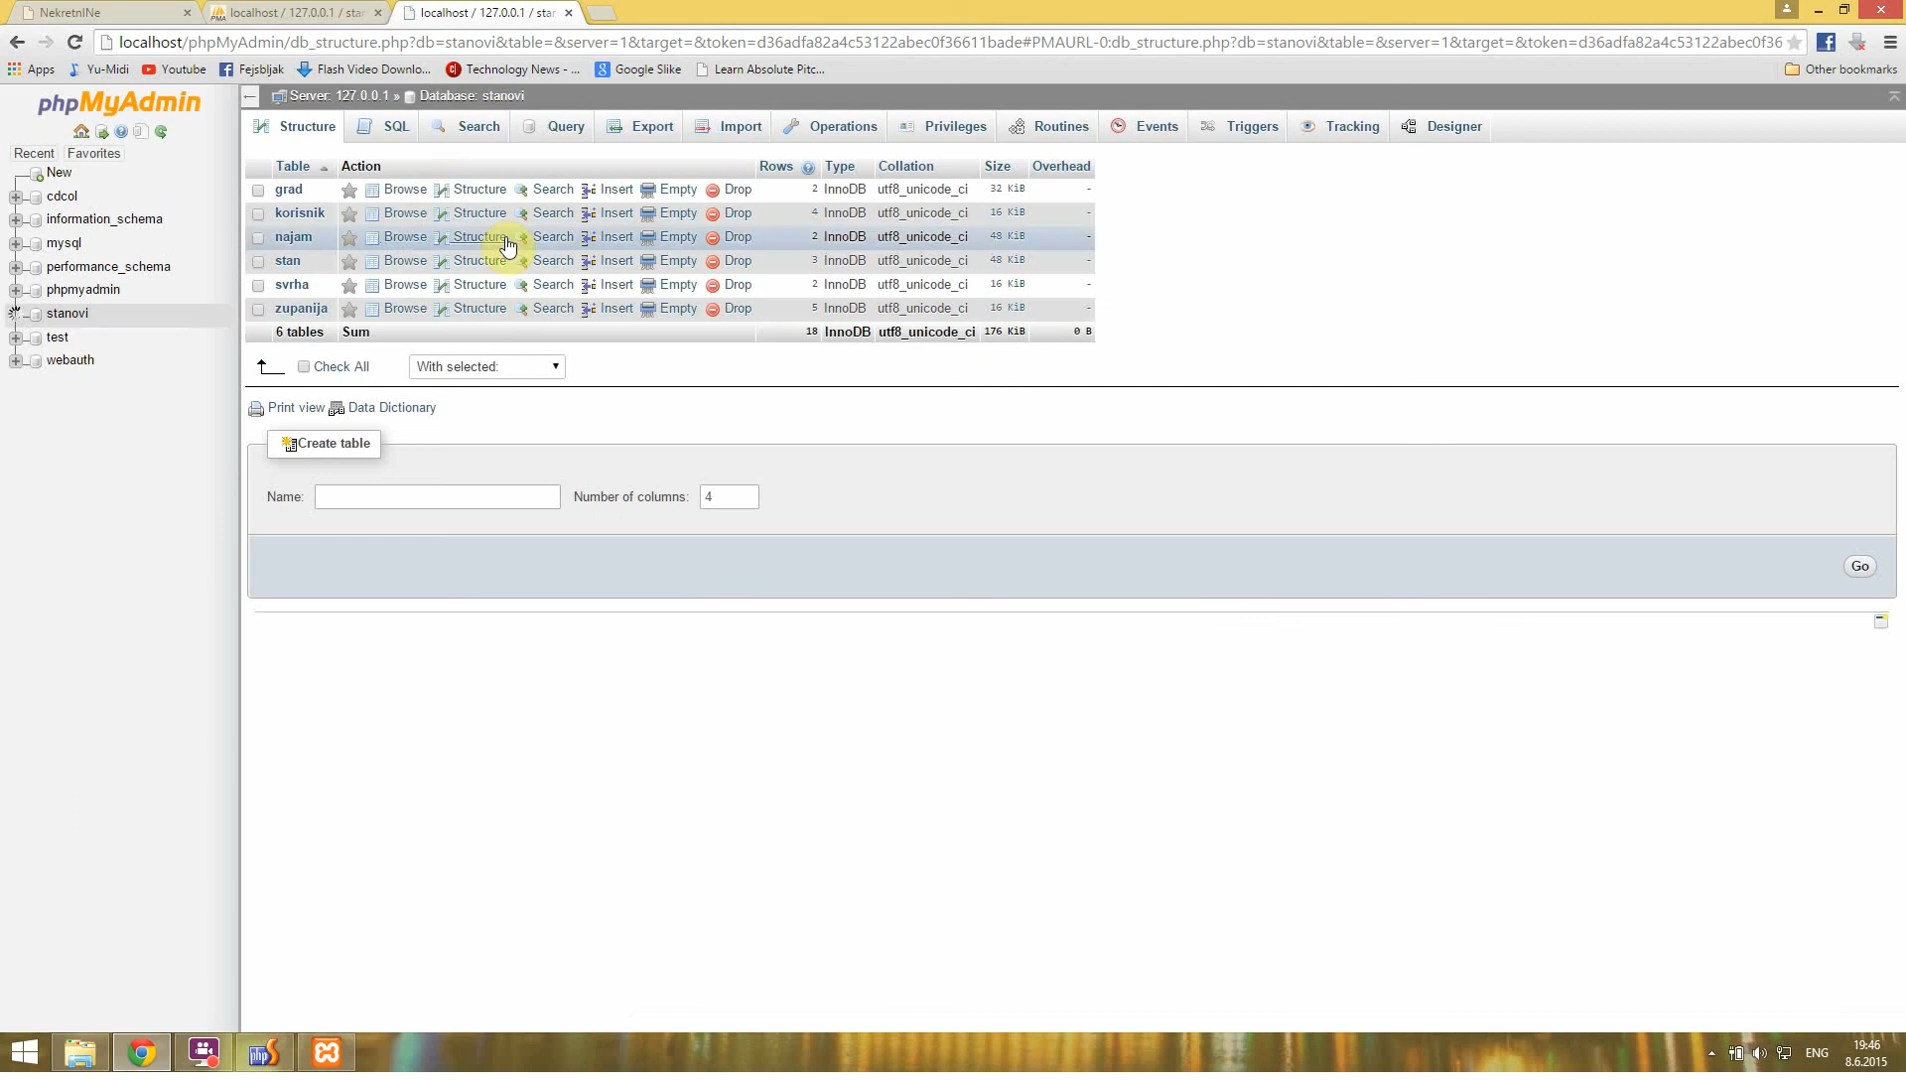 NekretnINe
localhost / 127.0.0.1 / star
localhost / 127.0.0.1 / star
localhost/phpMyAdmin/db_structure.php?db=stanovi&table=&server=1&target=&token=d36adfa82a4c53122abec0f36611bade#PMAURL-0:db_structure.php?db=stanovi&table=&server=1&target=&token=d36adfa82a4c53122abec0f36
Apps Yu-Midi Youtube Fejsbljak Flash Video Downlo... Technology News - ... Google Slike Learn Absolute Pitc... Other bookmarks
phpMyAdmin
Recent Favorites
New
cdcol
information_schema
mysql
performance_schema
phpmyadmin
stanovi
test
webauth
Server: 127.0.0.1 » Database: stanovi
Structure SQL Search Query Export Import Operations Privileges Routines Events Triggers Tracking Designer
Table Action Rows Type Collation Size Overhead
grad Browse Structure Search Insert Empty Drop 2 InnoDB utf8_unicode_ci 32 KiB -
korisnik Browse Structure Search Insert Empty Drop 4 InnoDB utf8_unicode_ci 16 KiB -
najam Browse Structure Search Insert Empty Drop 2 InnoDB utf8_unicode_ci 48 KiB -
stan Browse Structure Search Insert Empty Drop 3 InnoDB utf8_unicode_ci 48 KiB -
svrha Browse Structure Search Insert Empty Drop 2 InnoDB utf8_unicode_ci 16 KiB -
zupanija Browse Structure Search Insert Empty Drop 5 InnoDB utf8_unicode_ci 16 KiB -
6 tables Sum 18 InnoDB utf8_unicode_ci 176 KiB 0 B
Check All With selected:
Print view Data Dictionary
Create table
Name: Number of columns: 4
Go
ENG
19:46
8.6.2015